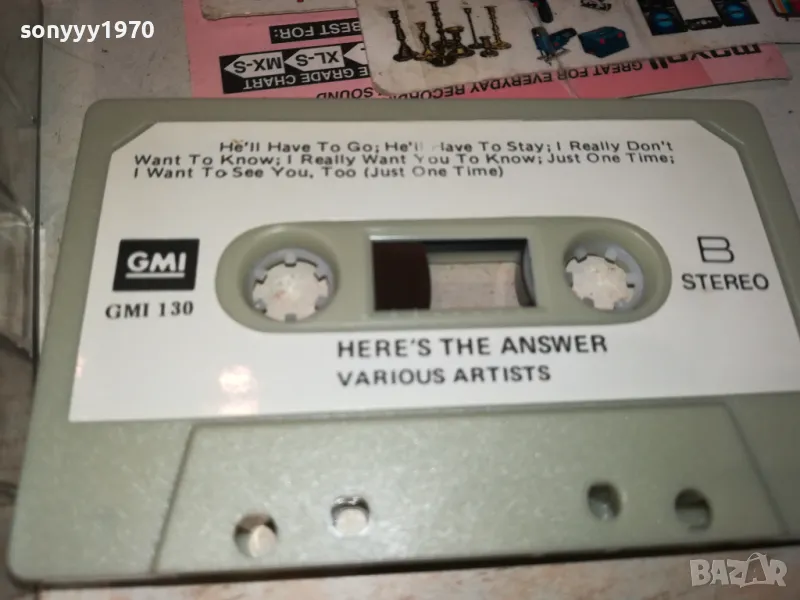 sonyyy1970
BEST FOR:
XL-S
MX-S
GRADE CHART
GREAT FOR EVERYDAY RECORDING
SOUND
maxell
He'll Have To Go; He'll Have To Stay; I Really Don't
Want To Know; I Really Want You To Know; Just One Time;
I Want To See You, Too (Just One Time)
GMI
GMI 130
B
STEREO
HERE'S THE ANSWER
VARIOUS ARTISTS
BAZAR